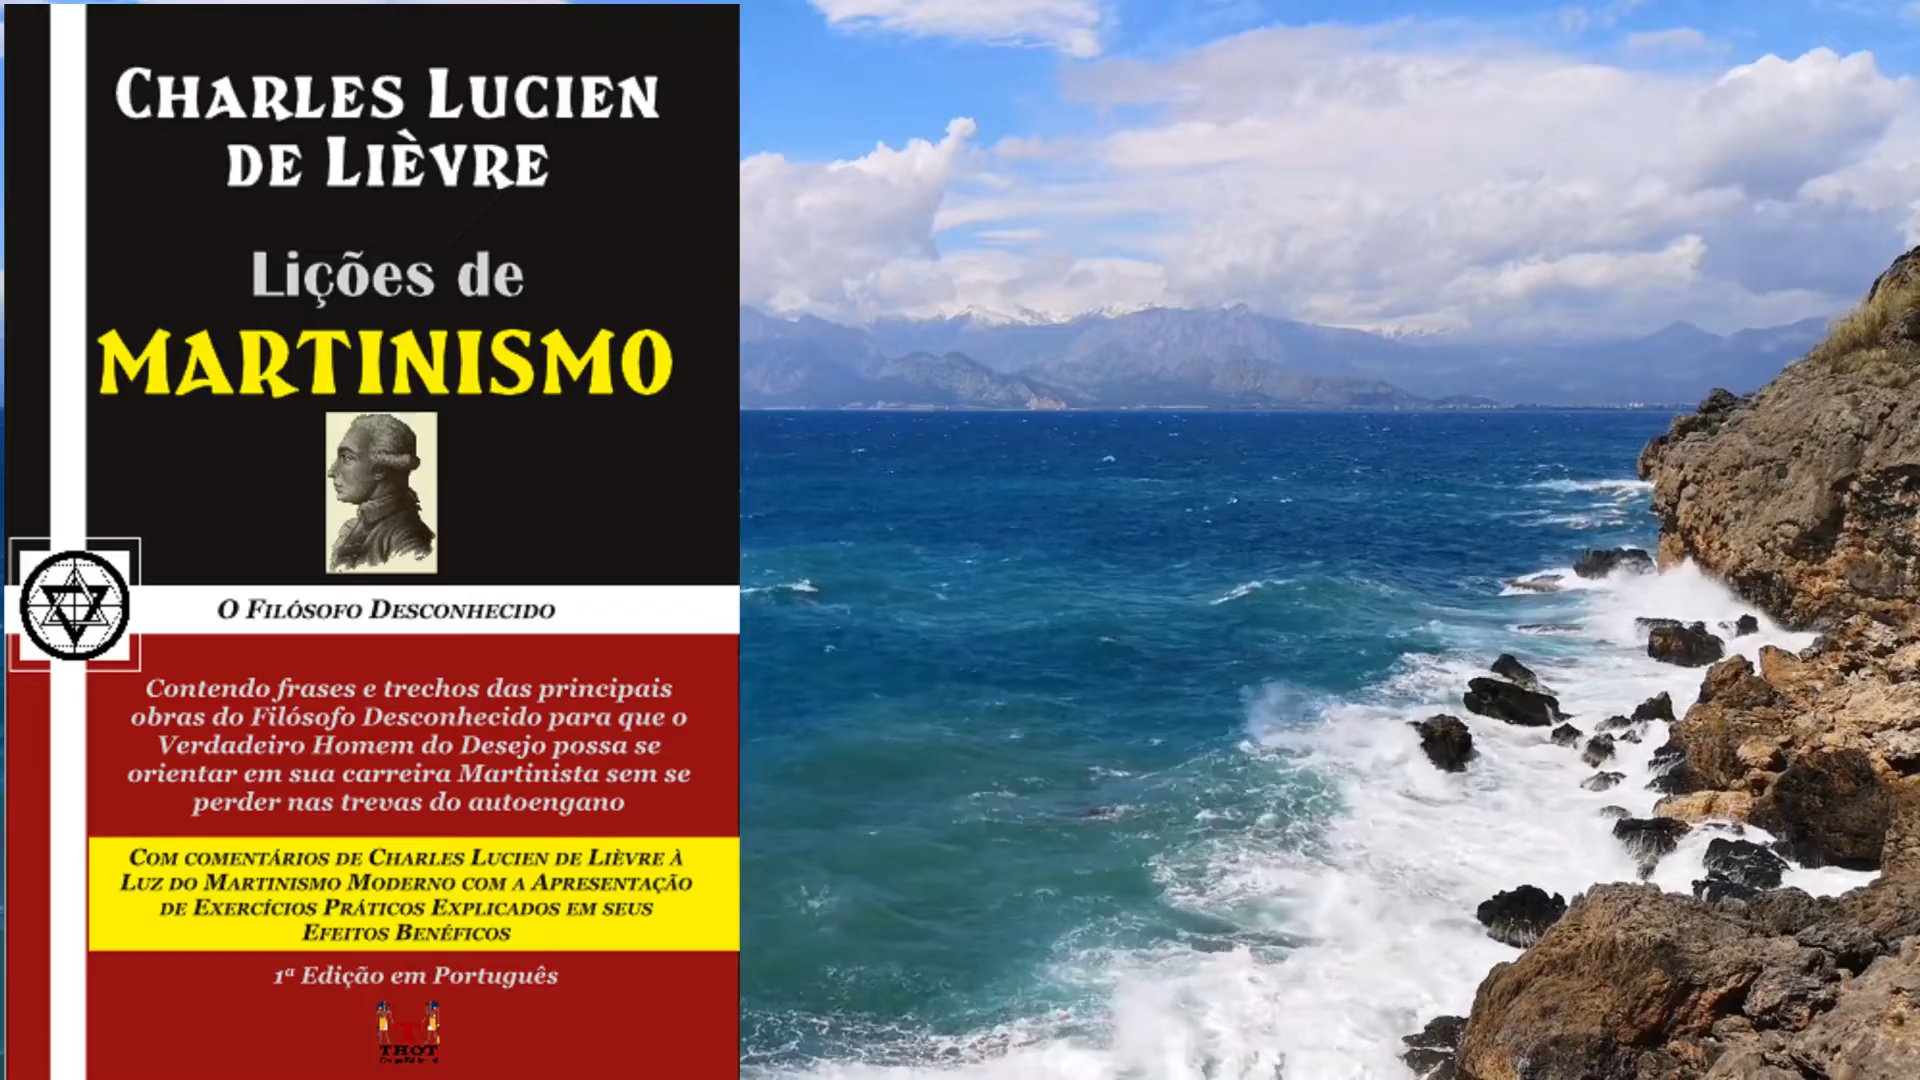 CHARLES LUCIEN
DE LIÈVRE
Lições de
MARTINISMO
O FILÓSOFO DESCONHECIDO
Contendo frases e trechos das principais
obras do Filósofo Desconhecido para que o
Verdadeiro Homem do Desejo possa se
orientar em sua carreira Martinista sem se
perder nas trevas do autoengano
COM COMENTÁRIOS DE CHARLES LUCIEN DE LIÈVRE À
LUZ DO MARTINISMO MODERNO COM A APRESENTAÇÃO
DE EXERCÍCIOS PRÁTICOS EXPLICADOS EM SEUS
EFEITOS BENÉFICOS
1ª Edição em Português
T
THOT